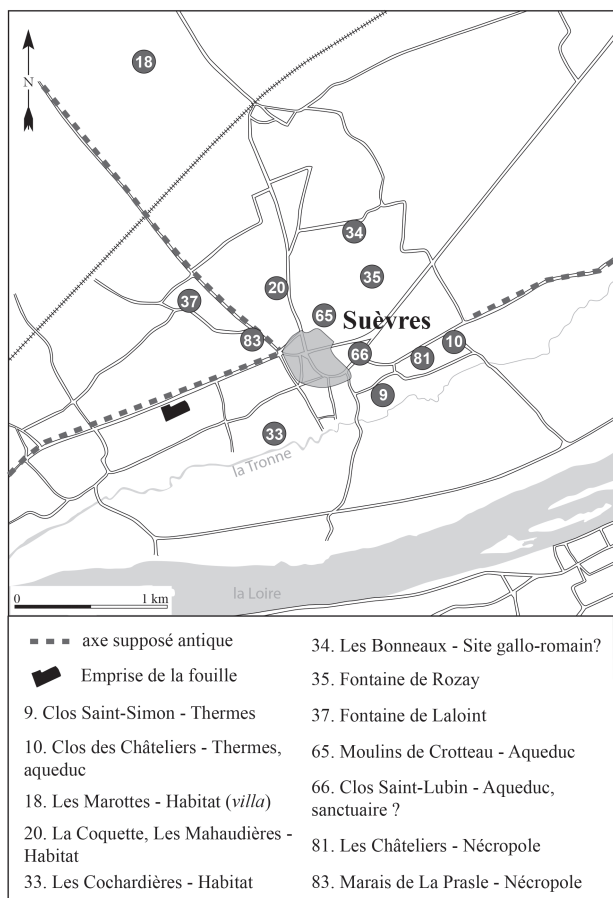 N
18
34
35
20
37
65
Suèvres
83
66
10
81
9
33
la Tronne
la Loire
0 1 km
axe supposé antique
Emprise de la fouille
9. Clos Saint-Simon - Thermes
10. Clos des Châteliers - Thermes,
aqueduc
18. Les Marottes - Habitat (villa)
20. La Coquette, Les Mahaudières -
Habitat
33. Les Cochardières - Habitat
34. Les Bonneaux - Site gallo-romain?
35. Fontaine de Rozay
37. Fontaine de Laloint
65. Moulins de Crotteau - Aqueduc
66. Clos Saint-Lubin - Aqueduc,
sanctuaire ?
81. Les Châteliers - Nécropole
83. Marais de La Prasle - Nécropole